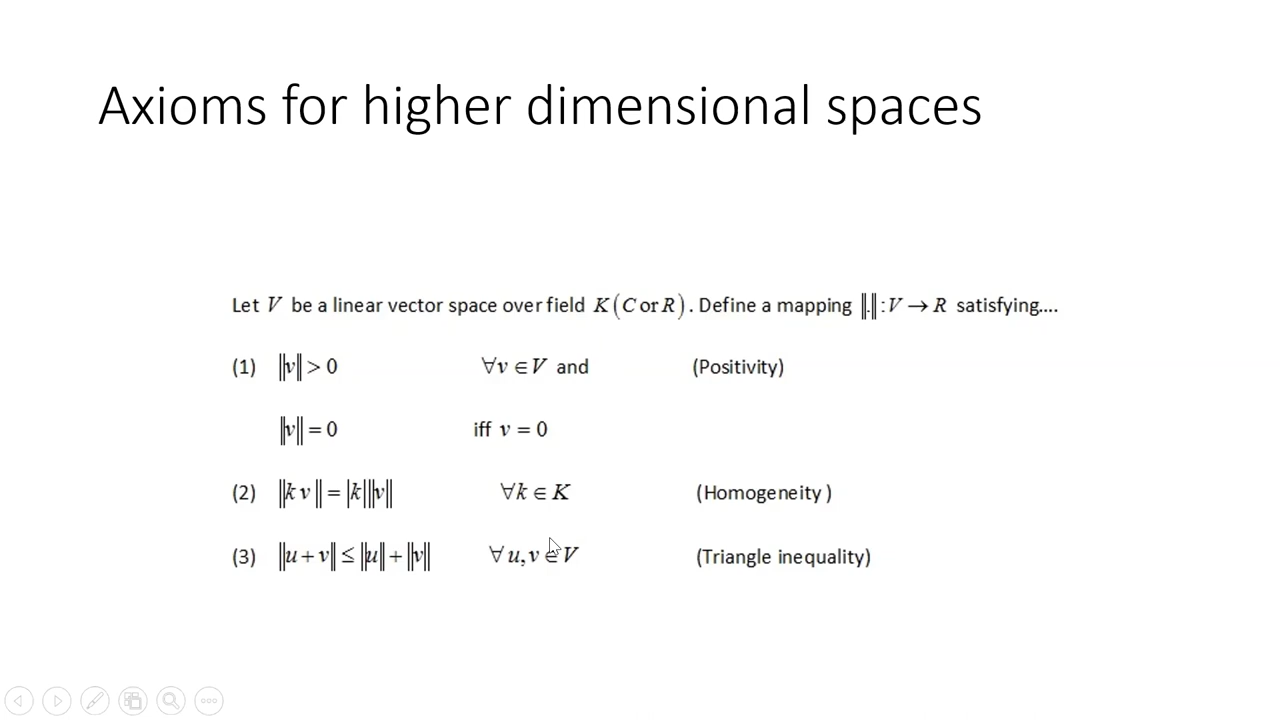 Axioms for higher dimensional spaces
Let V be a linear vector space over field K(C or R). Define a mapping ‖.‖:V → R satisfying....
(1) ‖v‖ > 0 ∀v ∈ V and (Positivity)
‖v‖ = 0 iff v = 0
(2) ‖k v‖ = |k|‖v‖ ∀k ∈ K (Homogeneity )
(3) ‖u + v‖ ≤ ‖u‖ + ‖v‖ ∀ u, v ∈ V (Triangle inequality)